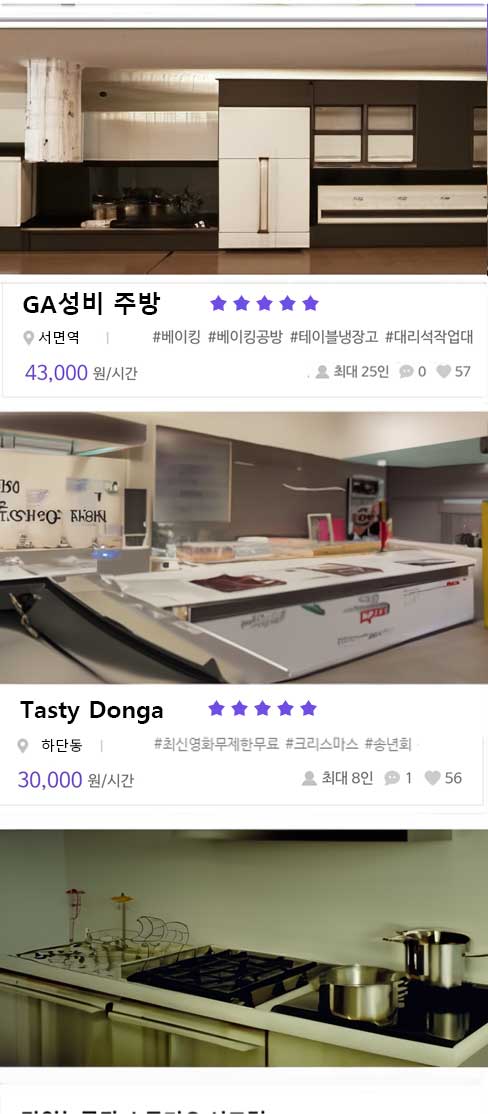 GA성비 주방
서면역 | #베이킹 #베이킹공방 #테이블냉장고 #대리석작업대
43,000 원/시간 최대 25인 0 57
Tasty Donga
하단동 | #최신영화무제한무료 #크리스마스 #송년회
30,000 원/시간 최대 8인 1 56